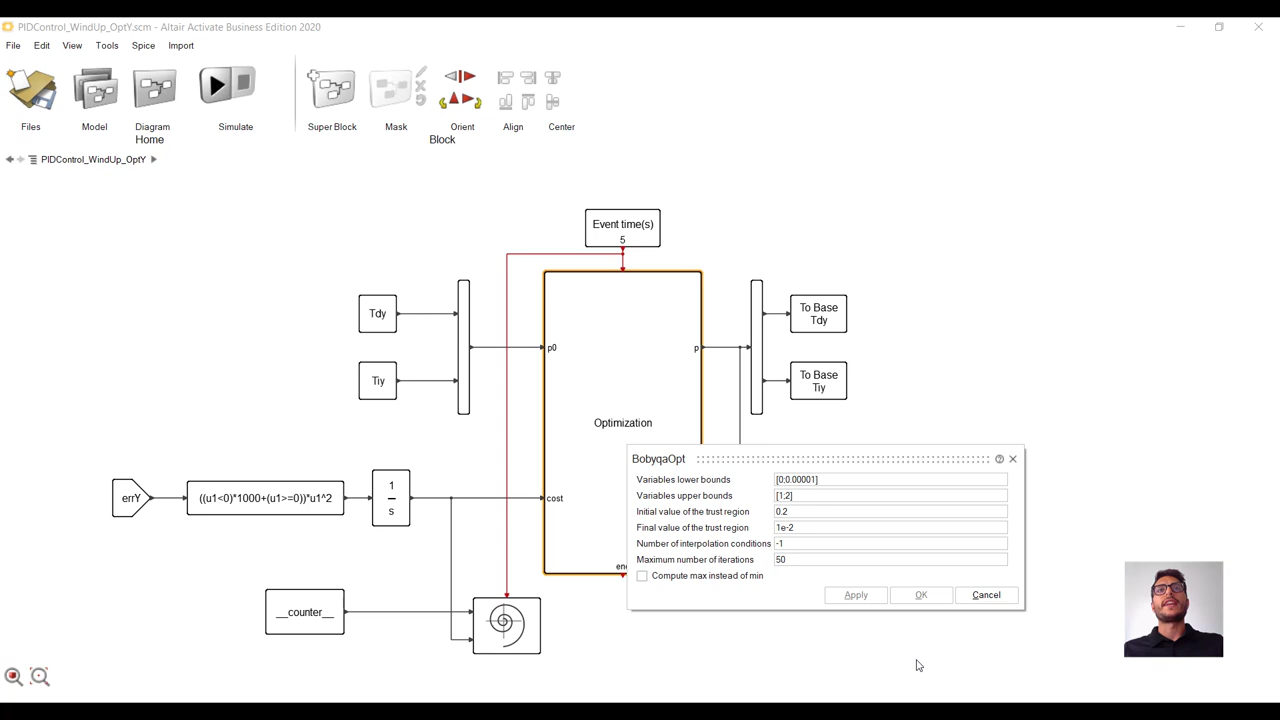 PIDControl_WindUp_OptY.scm - Altair Activate Business Edition 2020
File Edit View Tools Spice Import
Files Model Diagram Simulate Super Block Mask Orient Align Center
Home Block
PIDControl_WindUp_OptY
Event time(s)
5
Tdy
To Base
Tdy
p0
p
Tiy
To Base
Tiy
Optimization
BobyqaOpt
Variables lower bounds [0;0.00001]
Variables upper bounds [1;2]
Initial value of the trust region 0.2
Final value of the trust region 1e-2
Number of interpolation conditions -1
Maximum number of iterations 50
Compute max instead of min
Apply OK Cancel
errY
((u1<0)*1000+(u1>=0))*u1^2
1
s
cost
__counter__